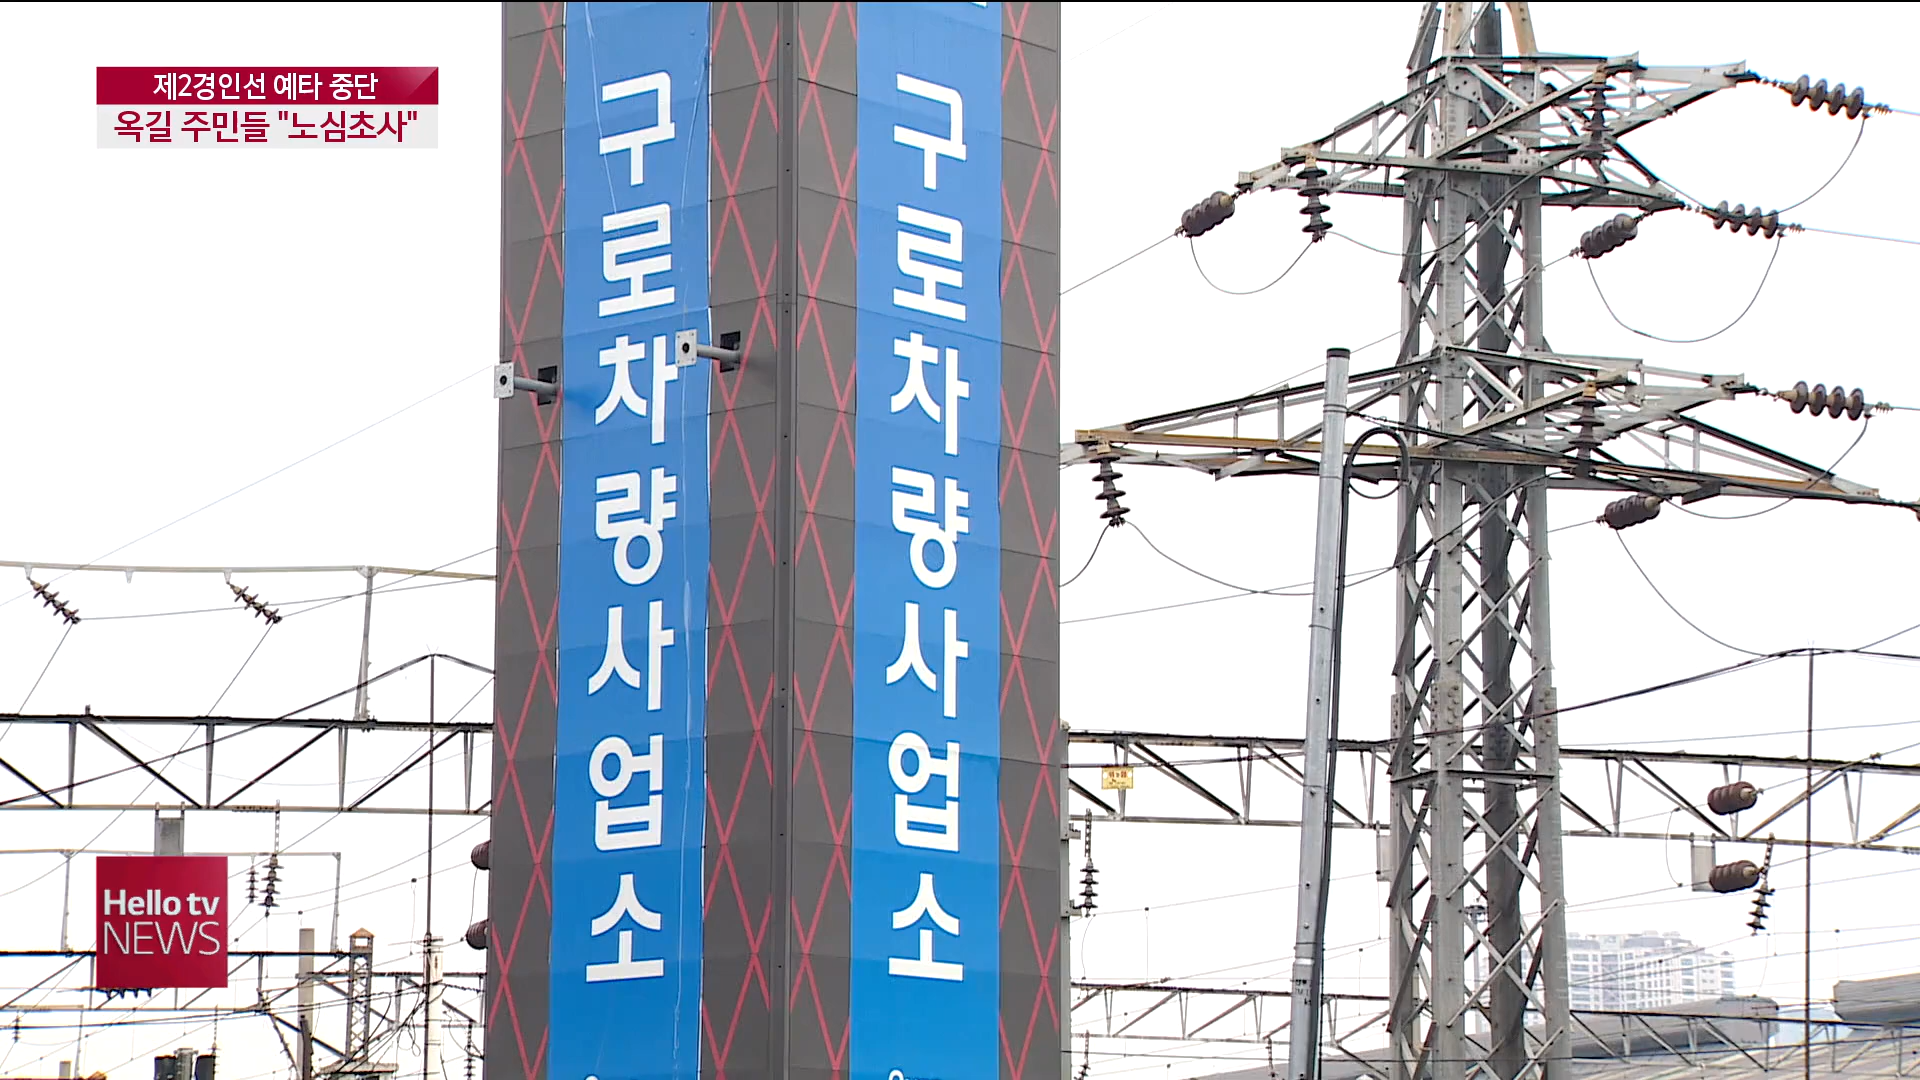 제2경인선 예타 중단
옥길 주민들 "노심초사"
구로차량사업소
구로차량사업소
Hello tv
NEWS